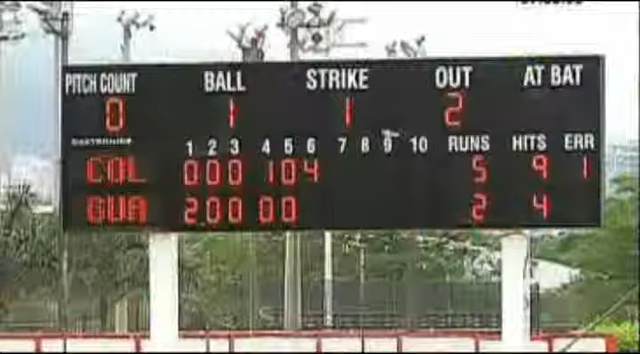 PITCH COUNT BALL STRIKE OUT AT BAT
0 1 1 2
1 2 3 4 5 6 7 8 9 10 RUNS HITS ERR
COL 0 0 0 1 0 4 5 9 1
GUA 2 0 0 0 0 2 4